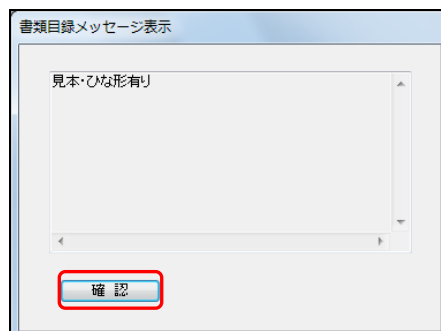 書類目録メッセージ表示
見本・ひな形有り
確 認